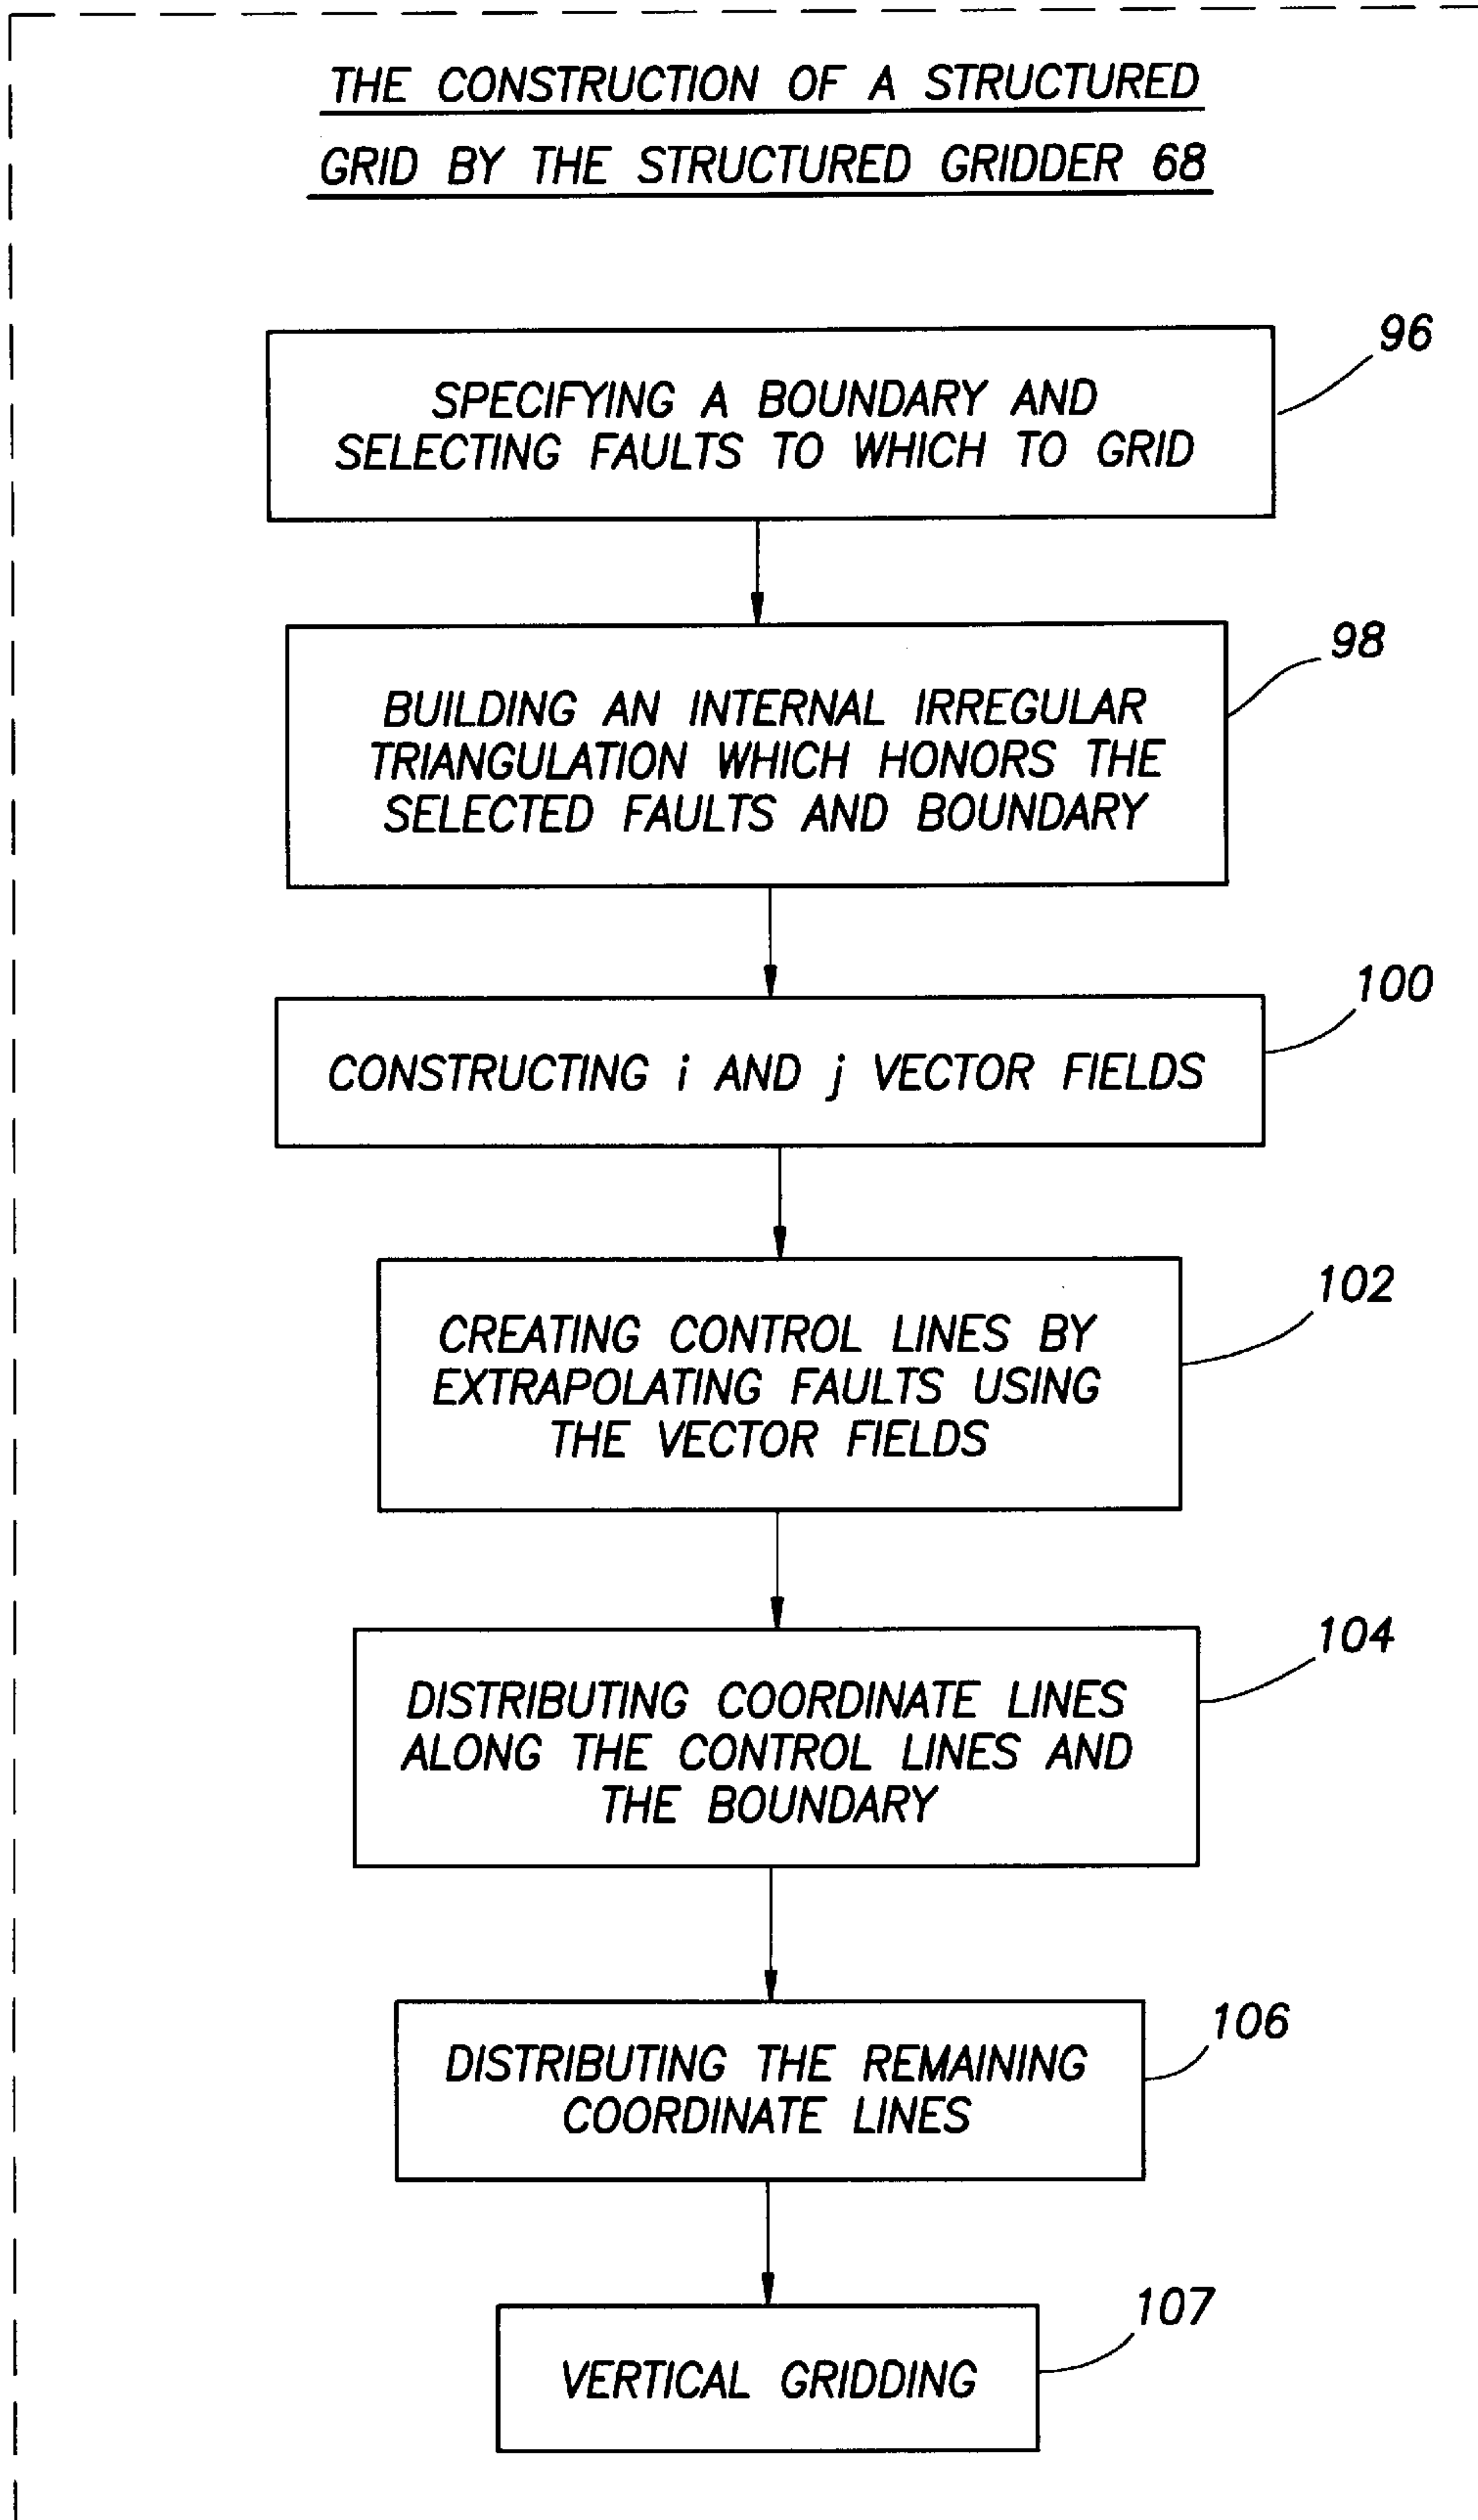 THE CONSTRUCTION OF A STRUCTURED
GRID BY THE STRUCTURED GRIDDER 68
96
SPECIFYING A BOUNDARY AND
SELECTING FAULTS TO WHICH TO GRID
98
BUILDING AN INTERNAL IRREGULAR
TRIANGULATION WHICH HONORS THE
SELECTED FAULTS AND BOUNDARY
100
CONSTRUCTING i AND j VECTOR FIELDS
102
CREATING CONTROL LINES BY
EXTRAPOLATING FAULTS USING
THE VECTOR FIELDS
104
DISTRIBUTING COORDINATE LINES
ALONG THE CONTROL LINES AND
THE BOUNDARY
106
DISTRIBUTING THE REMAINING
COORDINATE LINES
107
VERTICAL GRIDDING